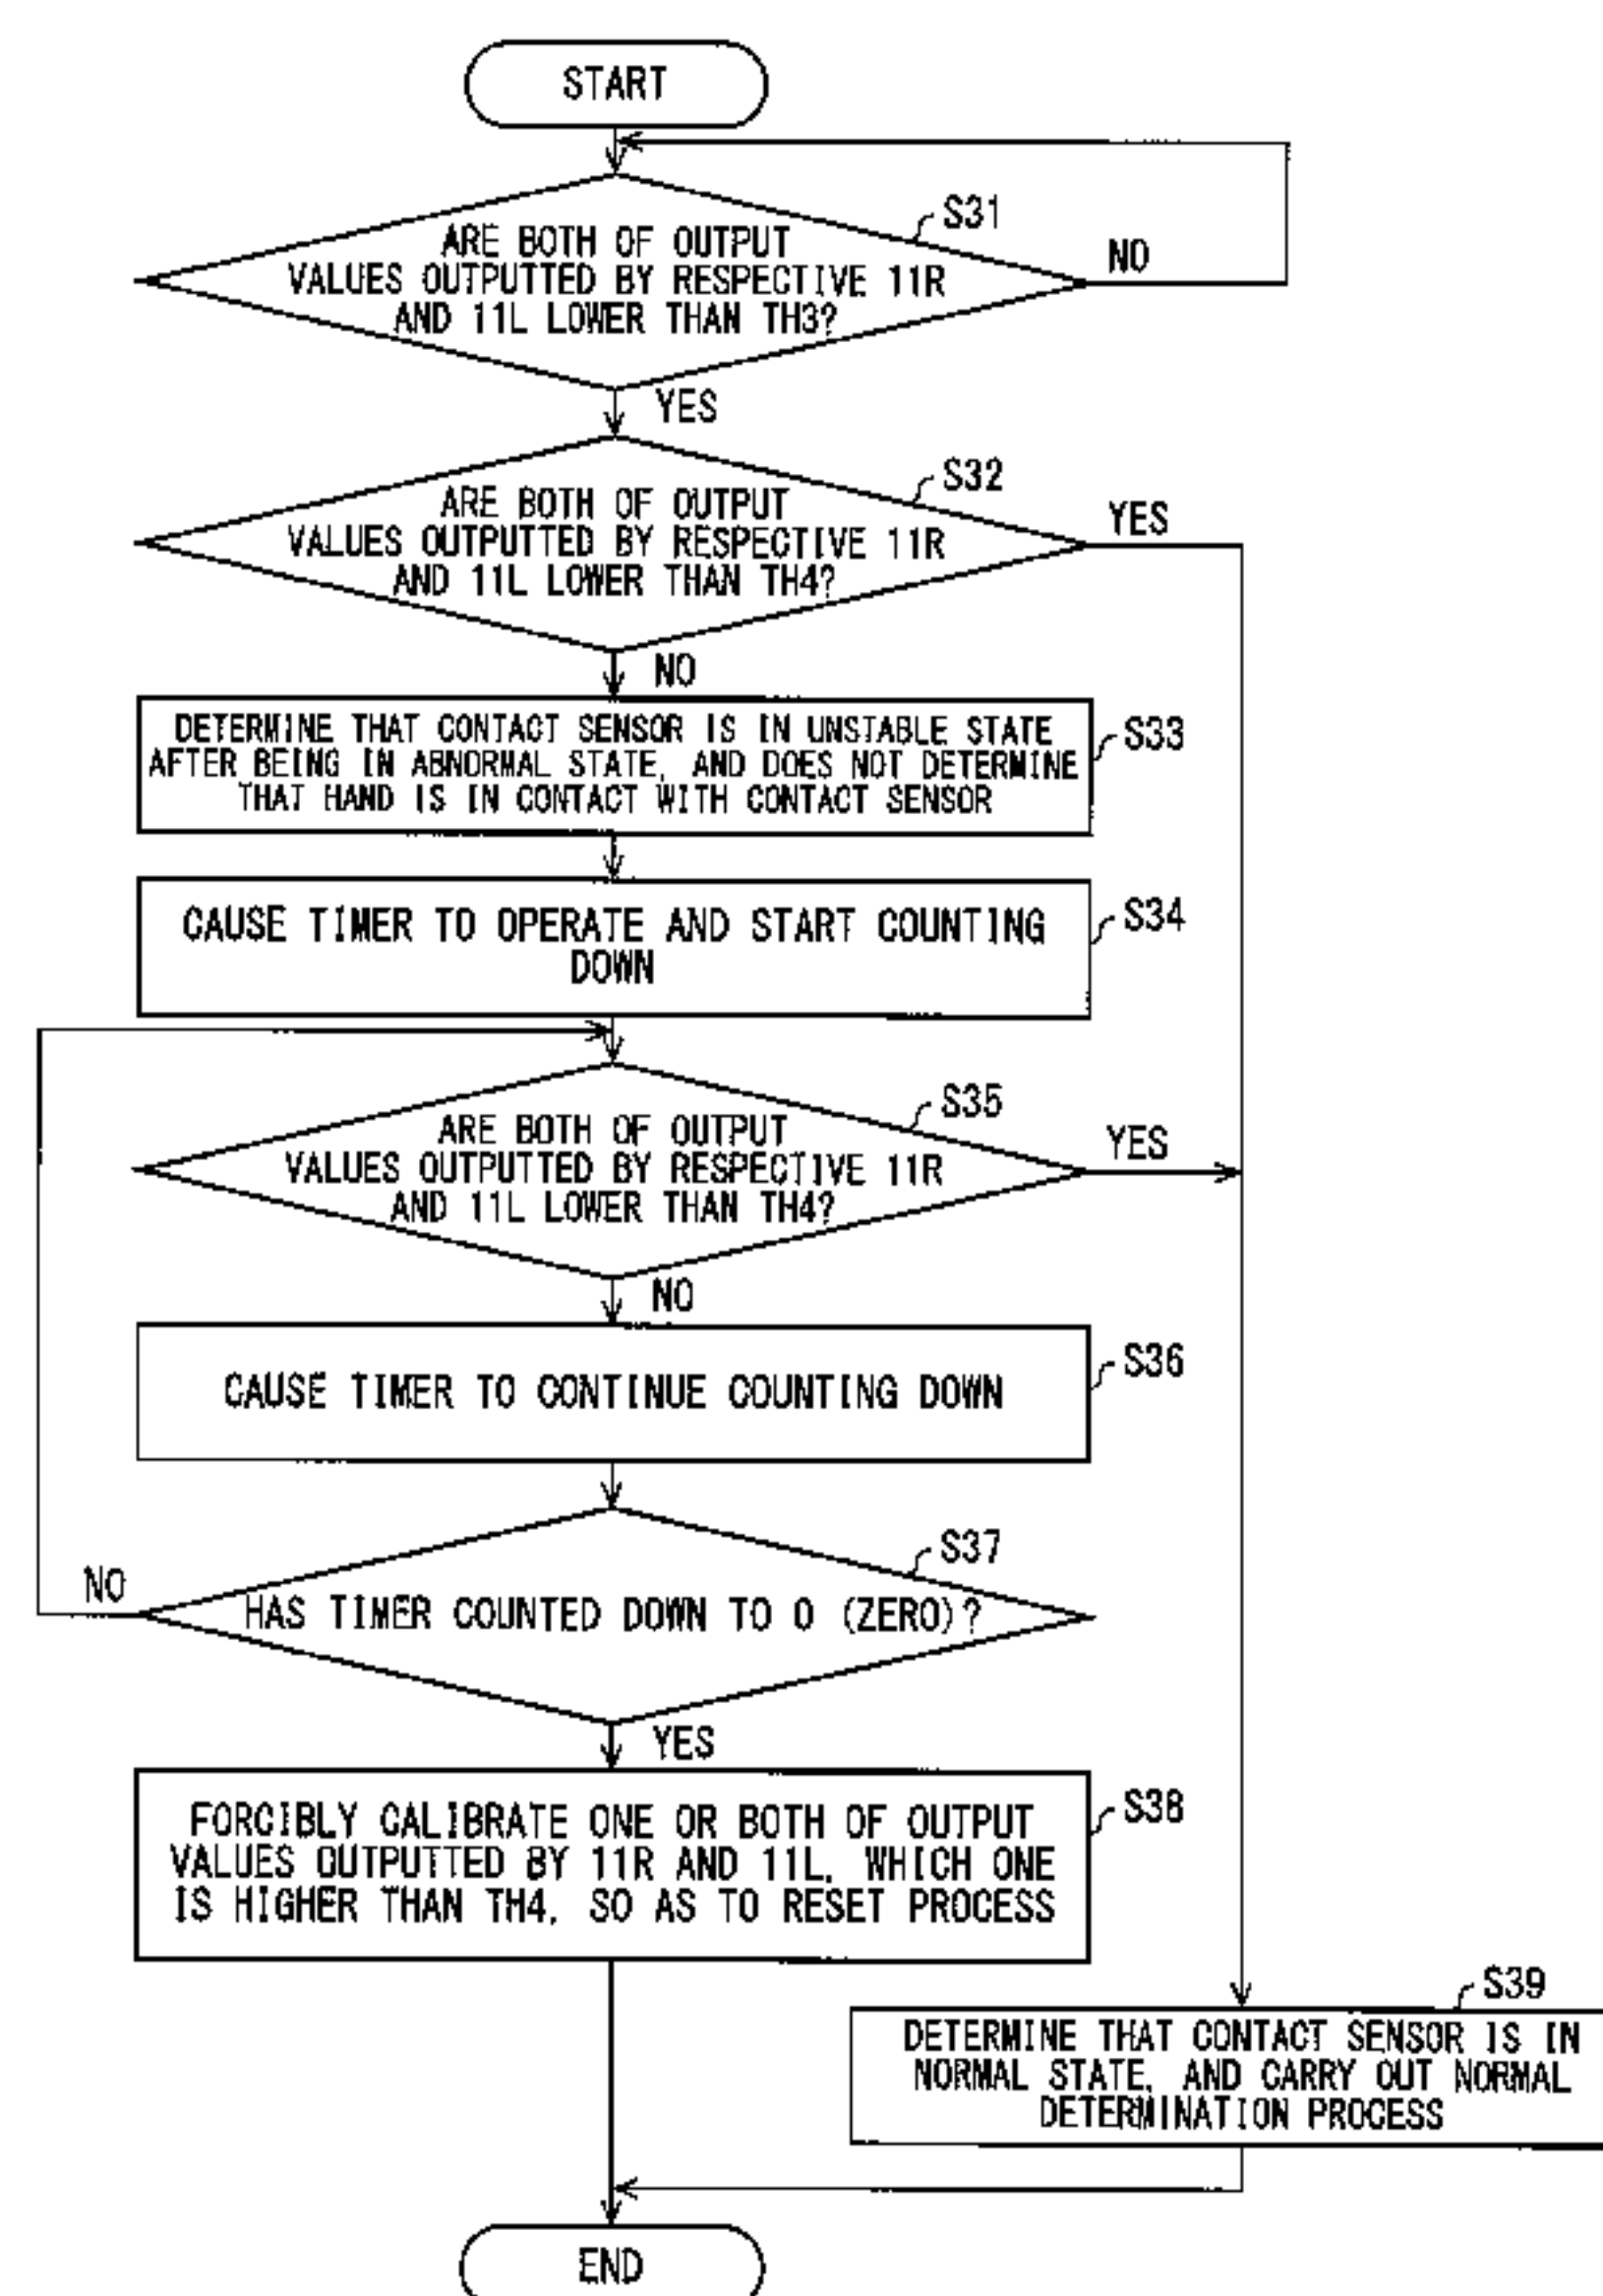 START
S31
ARE BOTH OF OUTPUT
VALUES OUTPUTTED BY RESPECTIVE 11R
AND 11L LOWER THAN TH3?
NO
YES
S32
ARE BOTH OF OUTPUT
VALUES OUTPUTTED BY RESPECTIVE 11R
AND 11L LOWER THAN TH4?
YES
NO
DETERMINE THAT CONTACT SENSOR IS IN UNSTABLE STATE
AFTER BEING IN ABNORMAL STATE, AND DOES NOT DETERMINE
THAT HAND IS IN CONTACT WITH CONTACT SENSOR
S33
CAUSE TIMER TO OPERATE AND START COUNTING
DOWN
S34
S35
ARE BOTH OF OUTPUT
VALUES OUTPUTTED BY RESPECTIVE 11R
AND 11L LOWER THAN TH4?
YES
NO
CAUSE TIMER TO CONTINUE COUNTING DOWN
S36
S37
HAS TIMER COUNTED DOWN TO 0 (ZERO)?
NO
YES
FORCIBLY CALIBRATE ONE OR BOTH OF OUTPUT
VALUES OUTPUTTED BY 11R AND 11L, WHICH ONE
IS HIGHER THAN TH4, SO AS TO RESET PROCESS
S38
S39
DETERMINE THAT CONTACT SENSOR IS IN
NORMAL STATE, AND CARRY OUT NORMAL
DETERMINATION PROCESS
END